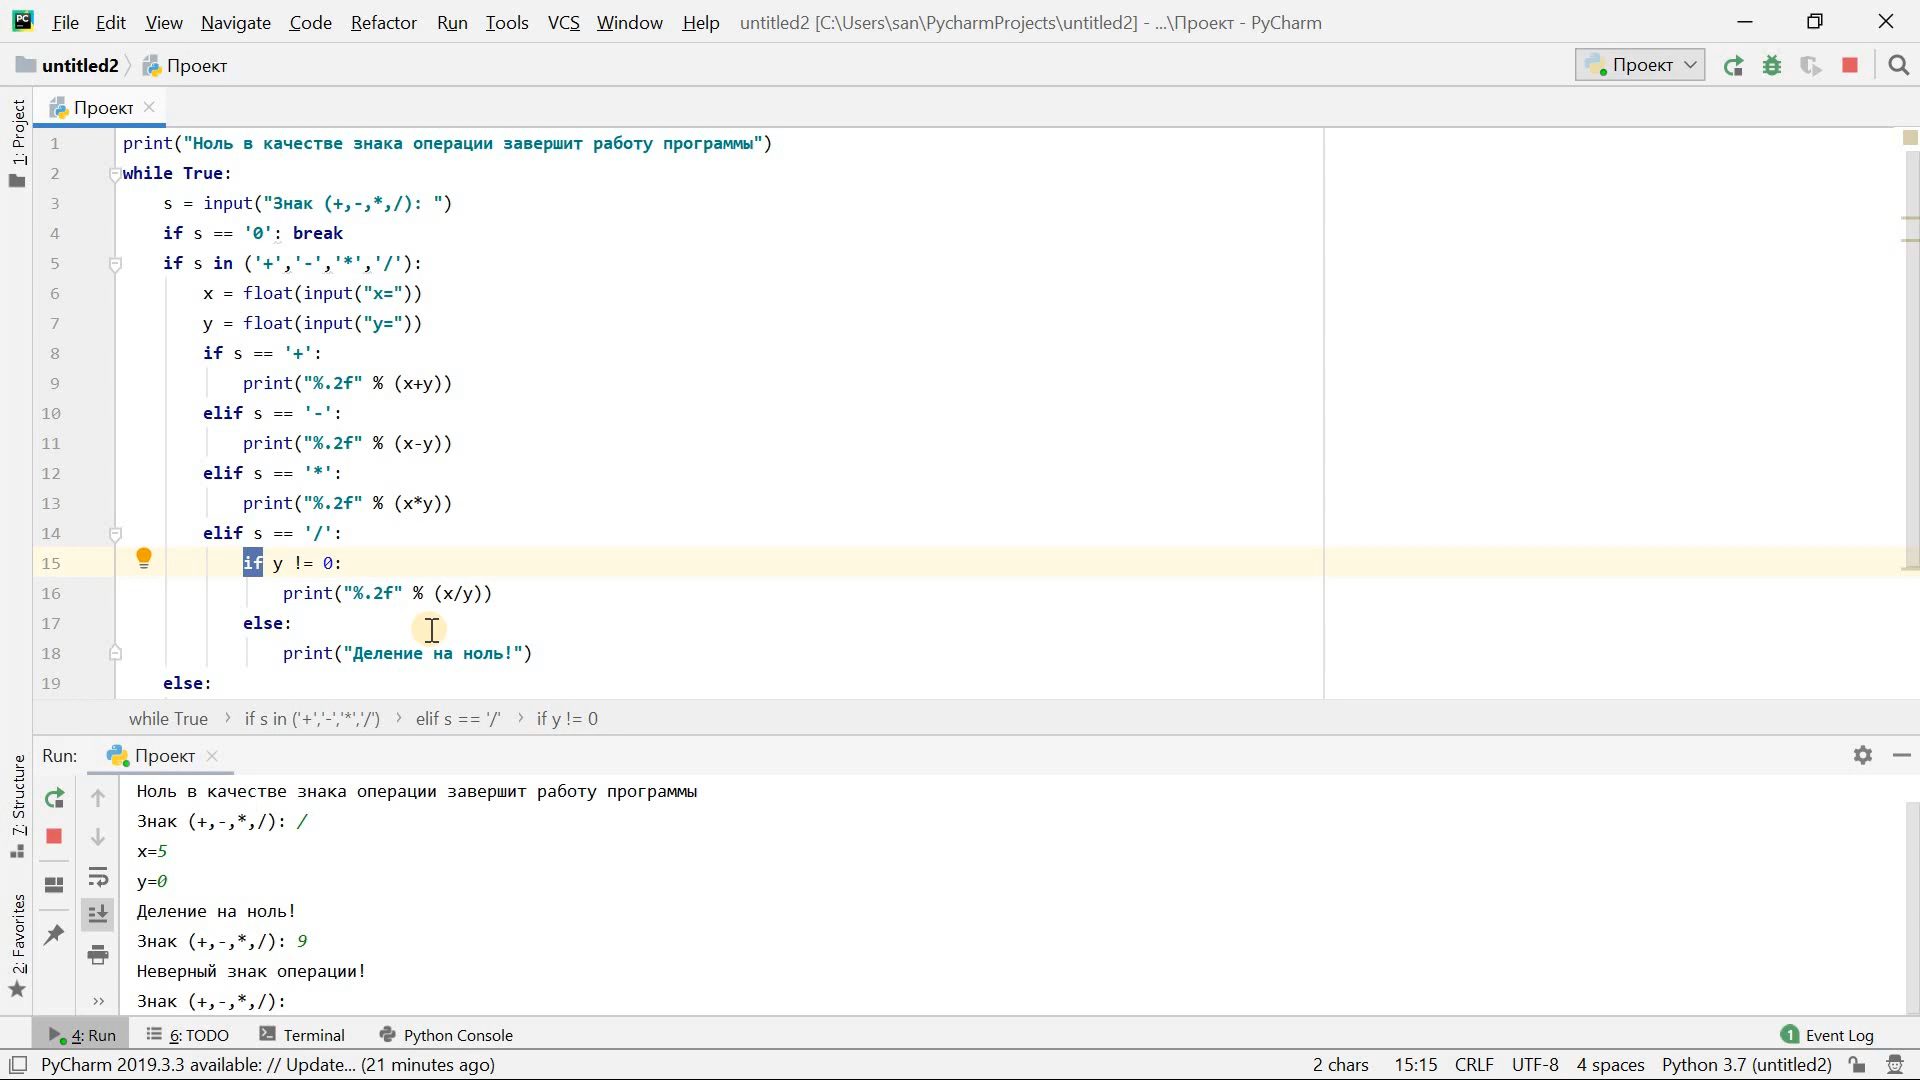 File Edit View Navigate Code Refactor Run Tools VCS Window Help untitled2 [C:\Users\san\PycharmProjects\untitled2] - ...\Проект - PyCharm
untitled2 Проект
Проект
1: Project
Проект
1 print("Ноль в качестве знака операции завершит работу программы")
2 while True:
3 s = input("Знак (+,-,*,/): ")
4 if s == '0': break
5 if s in ('+','-','*','/'):
6 x = float(input("x="))
7 y = float(input("y="))
8 if s == '+':
9 print("%.2f" % (x+y))
10 elif s == '-':
11 print("%.2f" % (x-y))
12 elif s == '*':
13 print("%.2f" % (x*y))
14 elif s == '/':
15 if y != 0:
16 print("%.2f" % (x/y))
17 else:
18 print("Деление на ноль!")
19 else:
while True › if s in ('+','-','*','/') › elif s == '/' › if y != 0
Run: Проект
7: Structure
2: Favorites
Ноль в качестве знака операции завершит работу программы
Знак (+,-,*,/): /
x=5
y=0
Деление на ноль!
Знак (+,-,*,/): 9
Неверный знак операции!
Знак (+,-,*,/):
4: Run 6: TODO Terminal Python Console 1 Event Log
PyCharm 2019.3.3 available: // Update... (21 minutes ago) 2 chars 15:15 CRLF UTF-8 4 spaces Python 3.7 (untitled2)